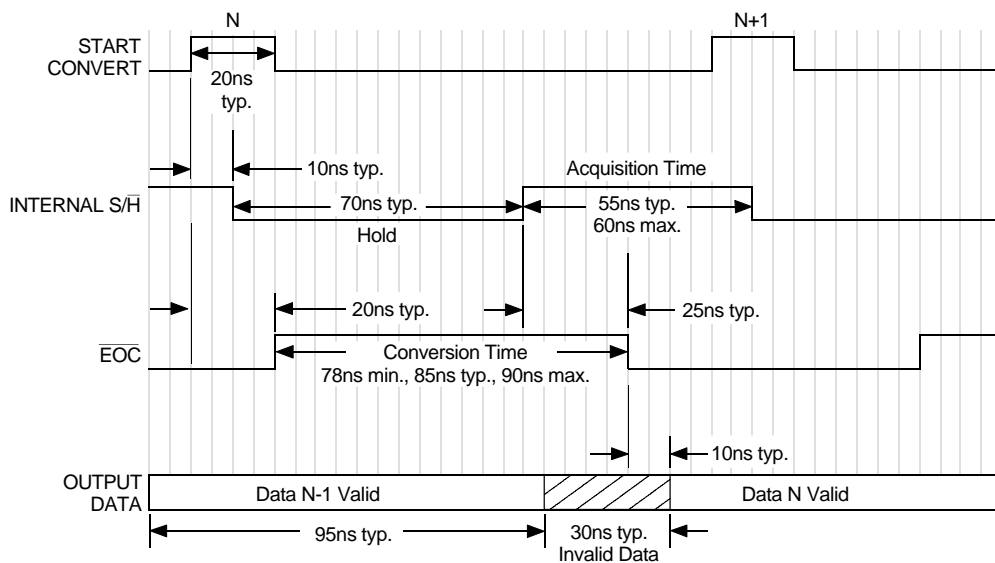 N
N+1
START
CONVERT
20ns
typ.
10ns typ.
Acquisition Time
INTERNAL S/H̅
70ns typ.
55ns typ.
60ns max.
Hold
20ns typ.
25ns typ.
E̅O̅C̅
Conversion Time
78ns min., 85ns typ., 90ns max.
10ns typ.
OUTPUT
DATA
Data N-1 Valid
Data N Valid
95ns typ.
30ns typ.
Invalid Data